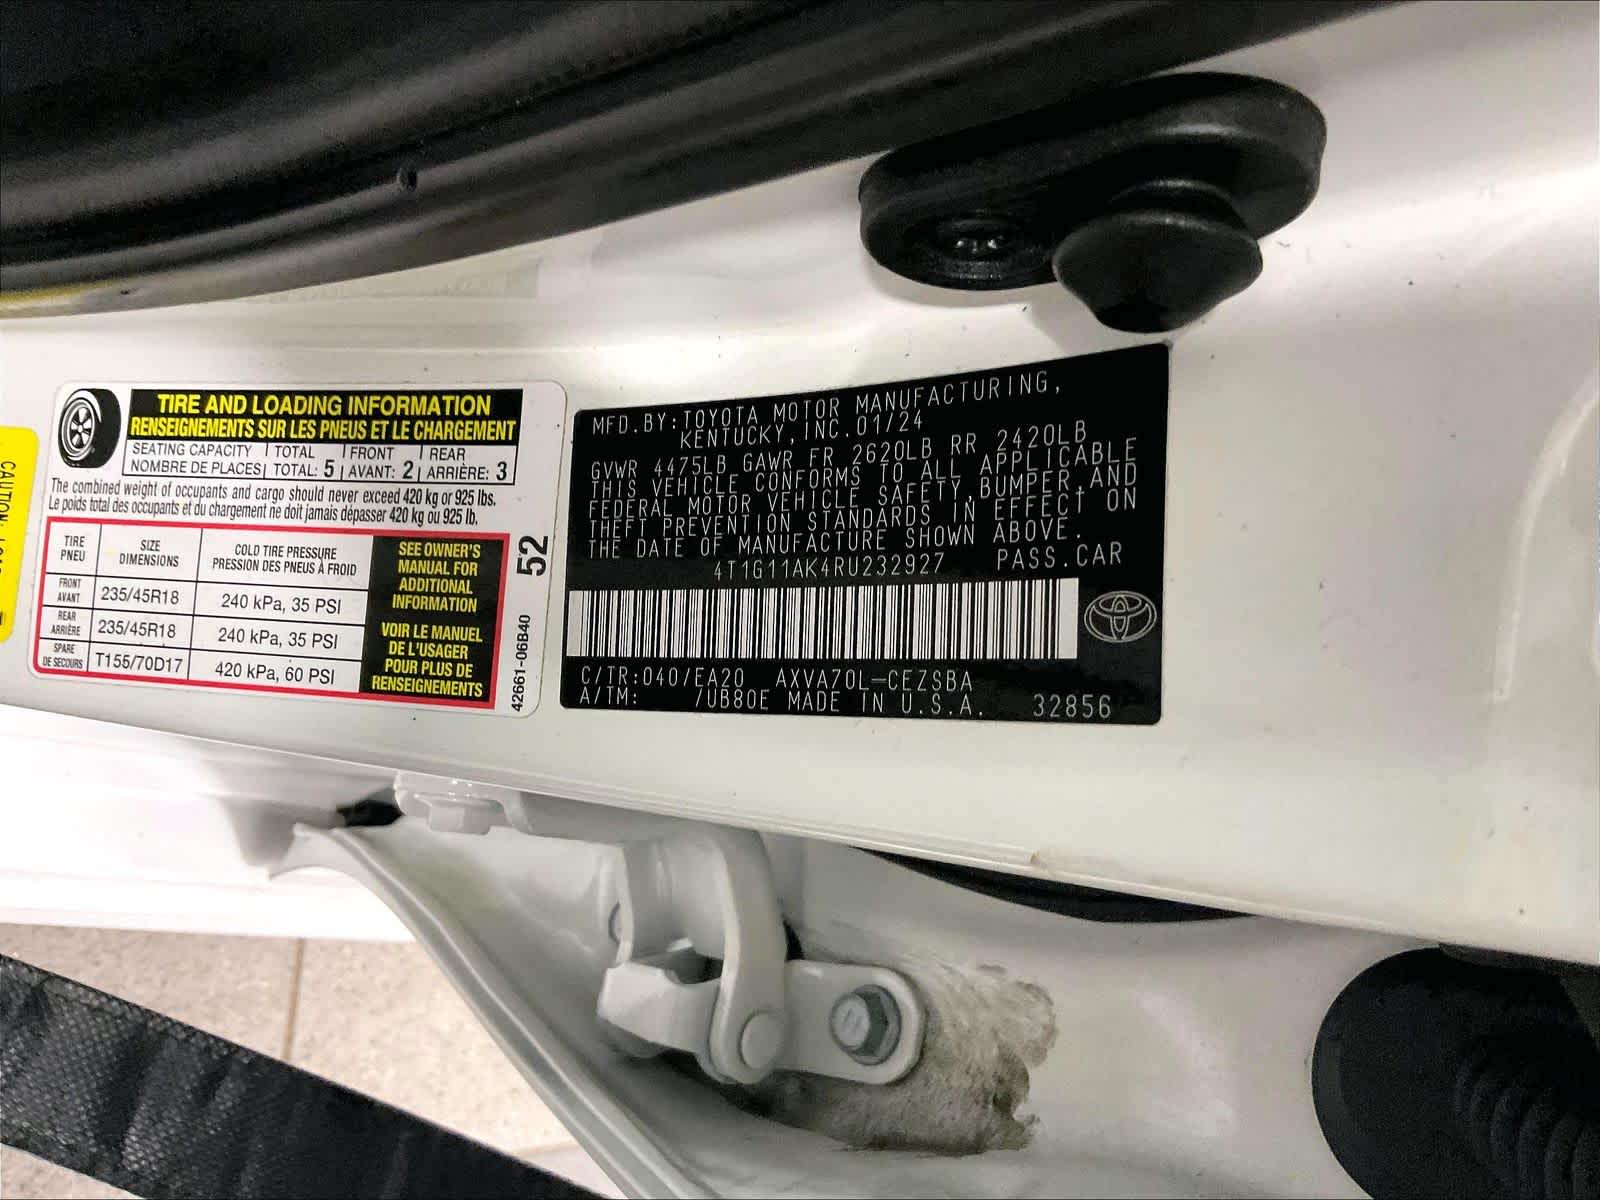 TIRE AND LOADING INFORMATION
RENSEIGNEMENTS SUR LES PNEUS ET LE CHARGEMENT
SEATING CAPACITY | TOTAL | FRONT | REAR
NOMBRE DE PLACES | TOTAL: 5 | AVANT: 2 | ARRIÈRE: 3
The combined weight of occupants and cargo should never exceed 420 kg or 925 lbs.
Le poids total des occupants et du chargement ne doit jamais dépasser 420 kg ou 925 lb.
TIRE SIZE COLD TIRE PRESSURE
PNEU DIMENSIONS PRESSION DES PNEUS À FROID
FRONT
AVANT 235/45R18 240 kPa, 35 PSI
REAR
ARRIÈRE 235/45R18 240 kPa, 35 PSI
SPARE
DE SECOURS T155/70D17 420 kPa, 60 PSI
SEE OWNER'S
MANUAL FOR
ADDITIONAL
INFORMATION
VOIR LE MANUEL
DE L'USAGER
POUR PLUS DE
RENSEIGNEMENTS
52
42661-06B40
CAUTION:
MFD.BY:TOYOTA MOTOR MANUFACTURING,
KENTUCKY,INC.01/24
GVWR 4475LB GAWR FR 2620LB RR 2420LB
THIS VEHICLE CONFORMS TO ALL APPLICABLE
FEDERAL MOTOR VEHICLE SAFETY,BUMPER,AND
THEFT PREVENTION STANDARDS IN EFFECT ON
THE DATE OF MANUFACTURE SHOWN ABOVE.
4T1G11AK4RU232927 PASS.CAR
C/TR:040/EA20 AXVA70L-CEZSBA
A/TM: /UB80E MADE IN U.S.A. 32856